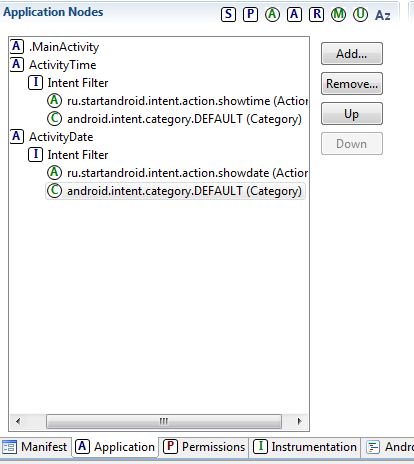 Application Nodes S P A A R M U Az
A .MainActivity
Add...
A ActivityTime
I Intent Filter
Remove...
A ru.startandroid.intent.action.showtime (Action
C android.intent.category.DEFAULT (Category)
Up
A ActivityDate
Down
I Intent Filter
A ru.startandroid.intent.action.showdate (Action
C android.intent.category.DEFAULT (Category)
Manifest A Application P Permissions I Instrumentation Andro